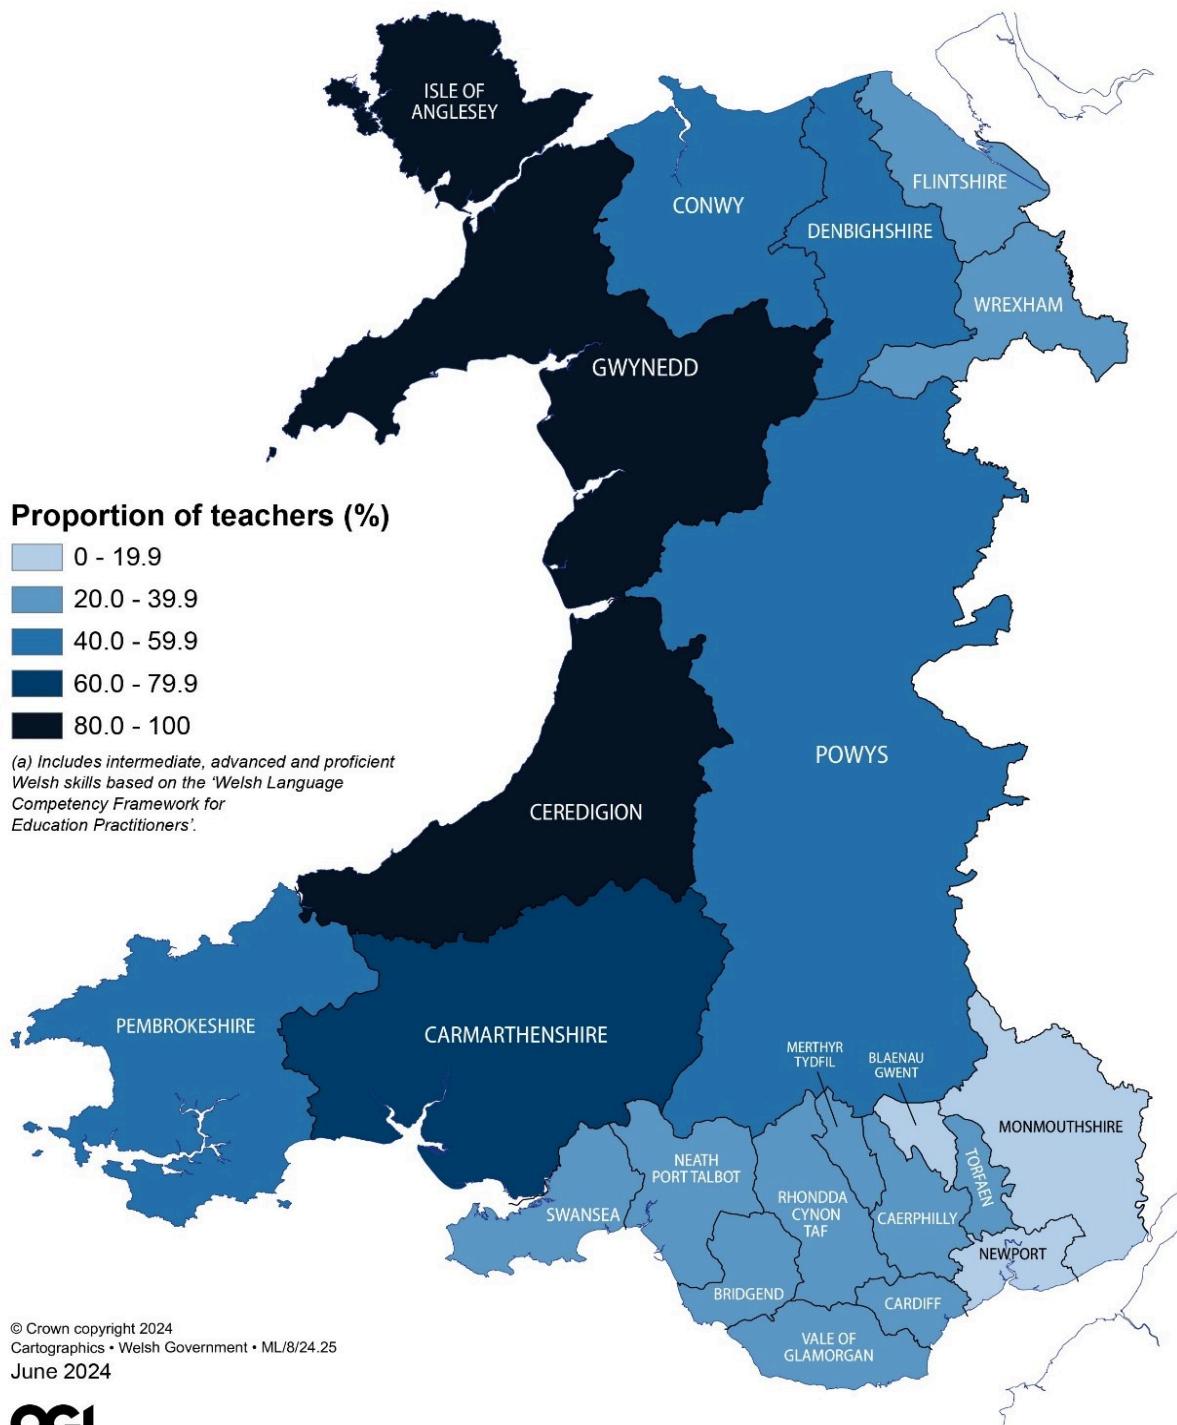 ISLE OF
ANGLESEY
FLINTSHIRE
CONWY
DENBIGHSHIRE
WREXHAM
GWYNEDD
Proportion of teachers (%)
0 - 19.9
20.0 - 39.9
40.0 - 59.9
60.0 - 79.9
80.0 - 100
(a) Includes intermediate, advanced and proficient
Welsh skills based on the ‘Welsh Language
Competency Framework for
Education Practitioners’.
POWYS
CEREDIGION
PEMBROKESHIRE
CARMARTHENSHIRE
MERTHYR
TYDFIL
BLAENAU
GWENT
MONMOUTHSHIRE
NEATH
PORT TALBOT
TORFAEN
RHONDDA
CYNON
TAF
SWANSEA
CAERPHILLY
NEWPORT
BRIDGEND
CARDIFF
VALE OF
GLAMORGAN
© Crown copyright 2024
Cartographics • Welsh Government • ML/8/24.25
June 2024
OGL